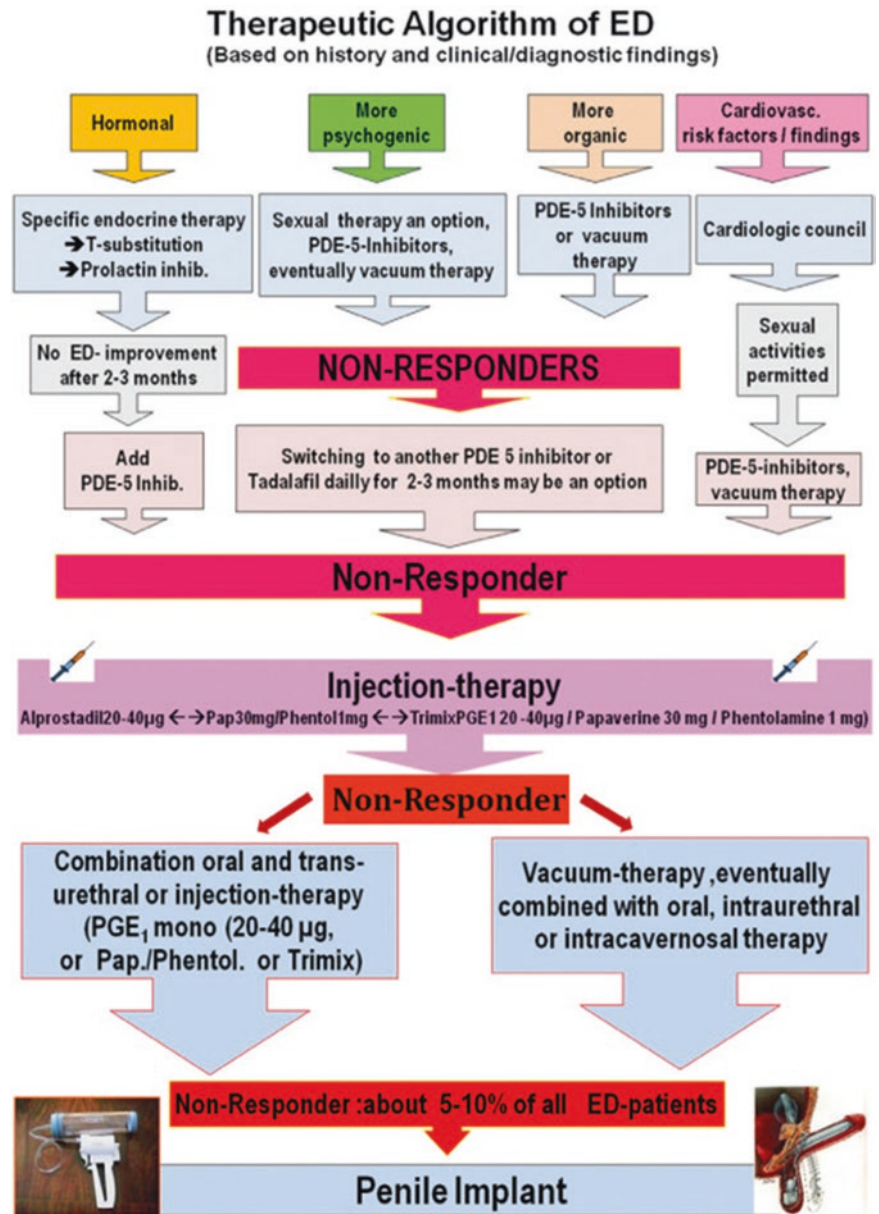 Therapeutic Algorithm of ED
(Based on history and clinical/diagnostic findings)
Hormonal
More
psychogenic
More
organic
Cardiovasc.
risk factors / findings
Specific endocrine therapy
➔T-substitution
➔Prolactin inhib.
Sexual therapy an option,
PDE-5-Inhibitors,
eventually vacuum therapy
PDE-5 Inhibitors
or vacuum
therapy
Cardiologic council
No ED- improvement
after 2-3 months
NON-RESPONDERS
Sexual
activities
permitted
Add
PDE-5 Inhib.
Switching to another PDE 5 inhibitor or
Tadalafil dailly for 2-3 months may be an option
PDE-5-inhibitors,
vacuum therapy
Non-Responder
Injection-therapy
Alprostadil20-40µg ←→Pap30mg/Phentol1mg ←→TrimixPGE1 20 -40µg / Papaverine 30 mg / Phentolamine 1 mg)
Non-Responder
Combination oral and trans-
urethral or injection-therapy
(PGE₁ mono (20-40 µg,
or Pap./Phentol. or Trimix)
Vacuum-therapy ,eventually
combined with oral, intraurethral
or intracavernosal therapy
Non-Responder :about 5-10% of all ED-patients
Penile Implant